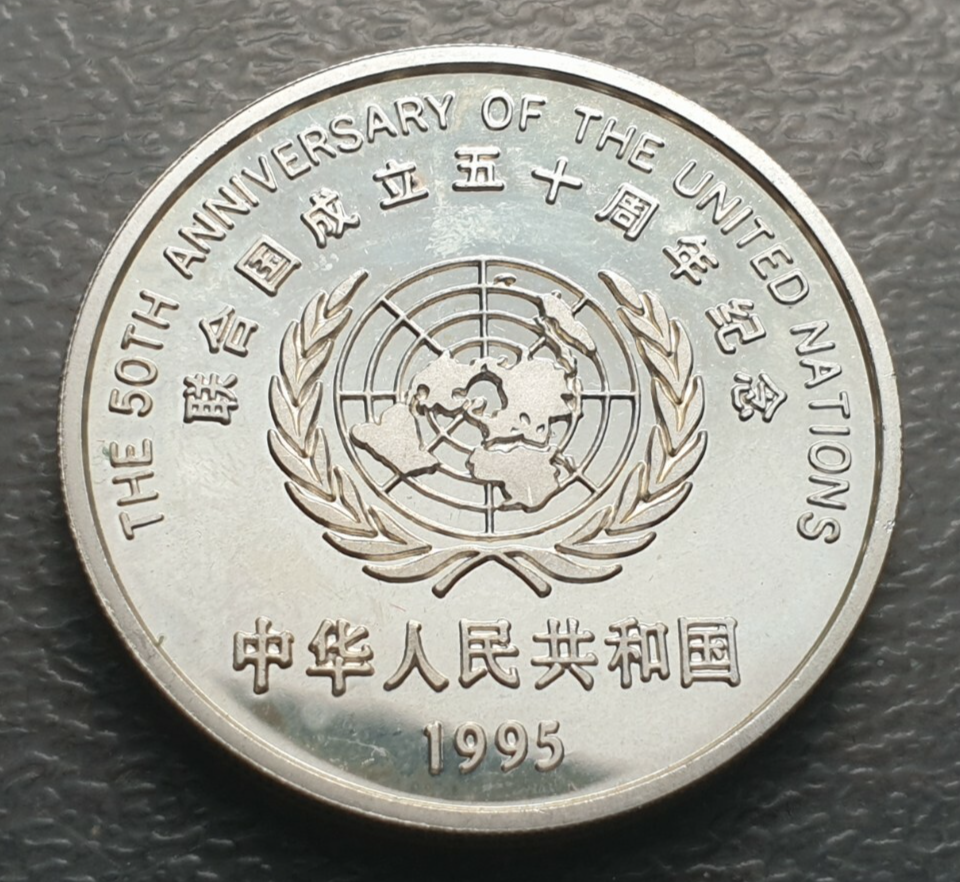 THE 50TH ANNIVERSARY OF THE UNITED NATIONS
联合国成立五十周年纪念
中华人民共和国
1995